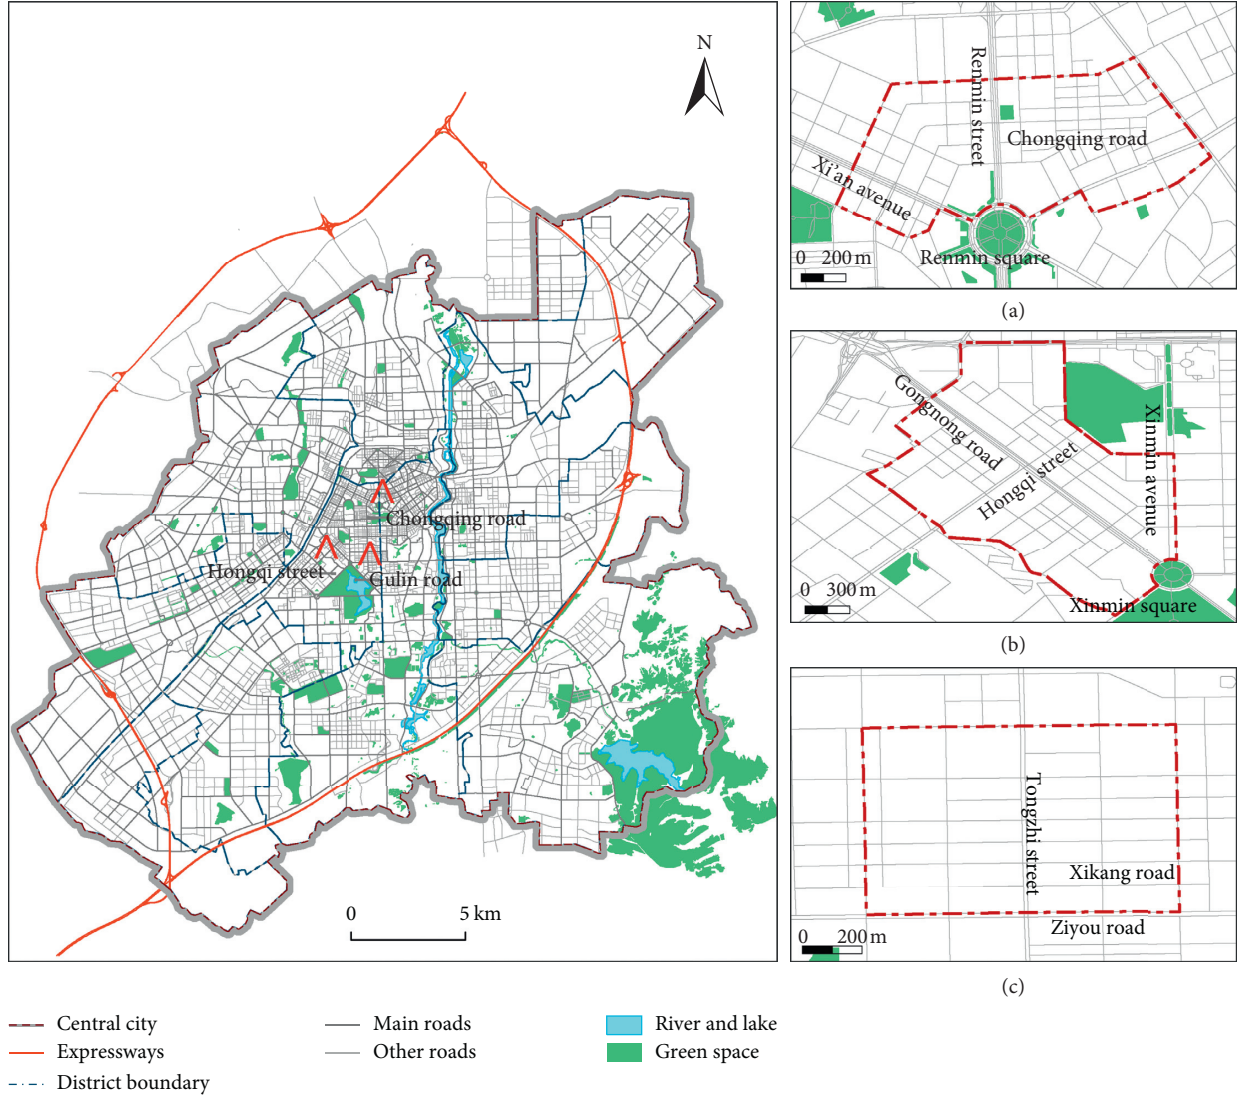 N
Chongqing road
Hongqi street
Gulin road
0 5 km
Renmin street
Chongqing road
Xi'an avenue
Renmin square
0 200 m
(a)
Gongnong road
Hongqi street
Xinmin avenue
Xinmin square
0 300 m
(b)
Tongzhi street
Xikang road
Ziyou road
0 200 m
(c)
Central city
Expressways
District boundary
Main roads
Other roads
River and lake
Green space